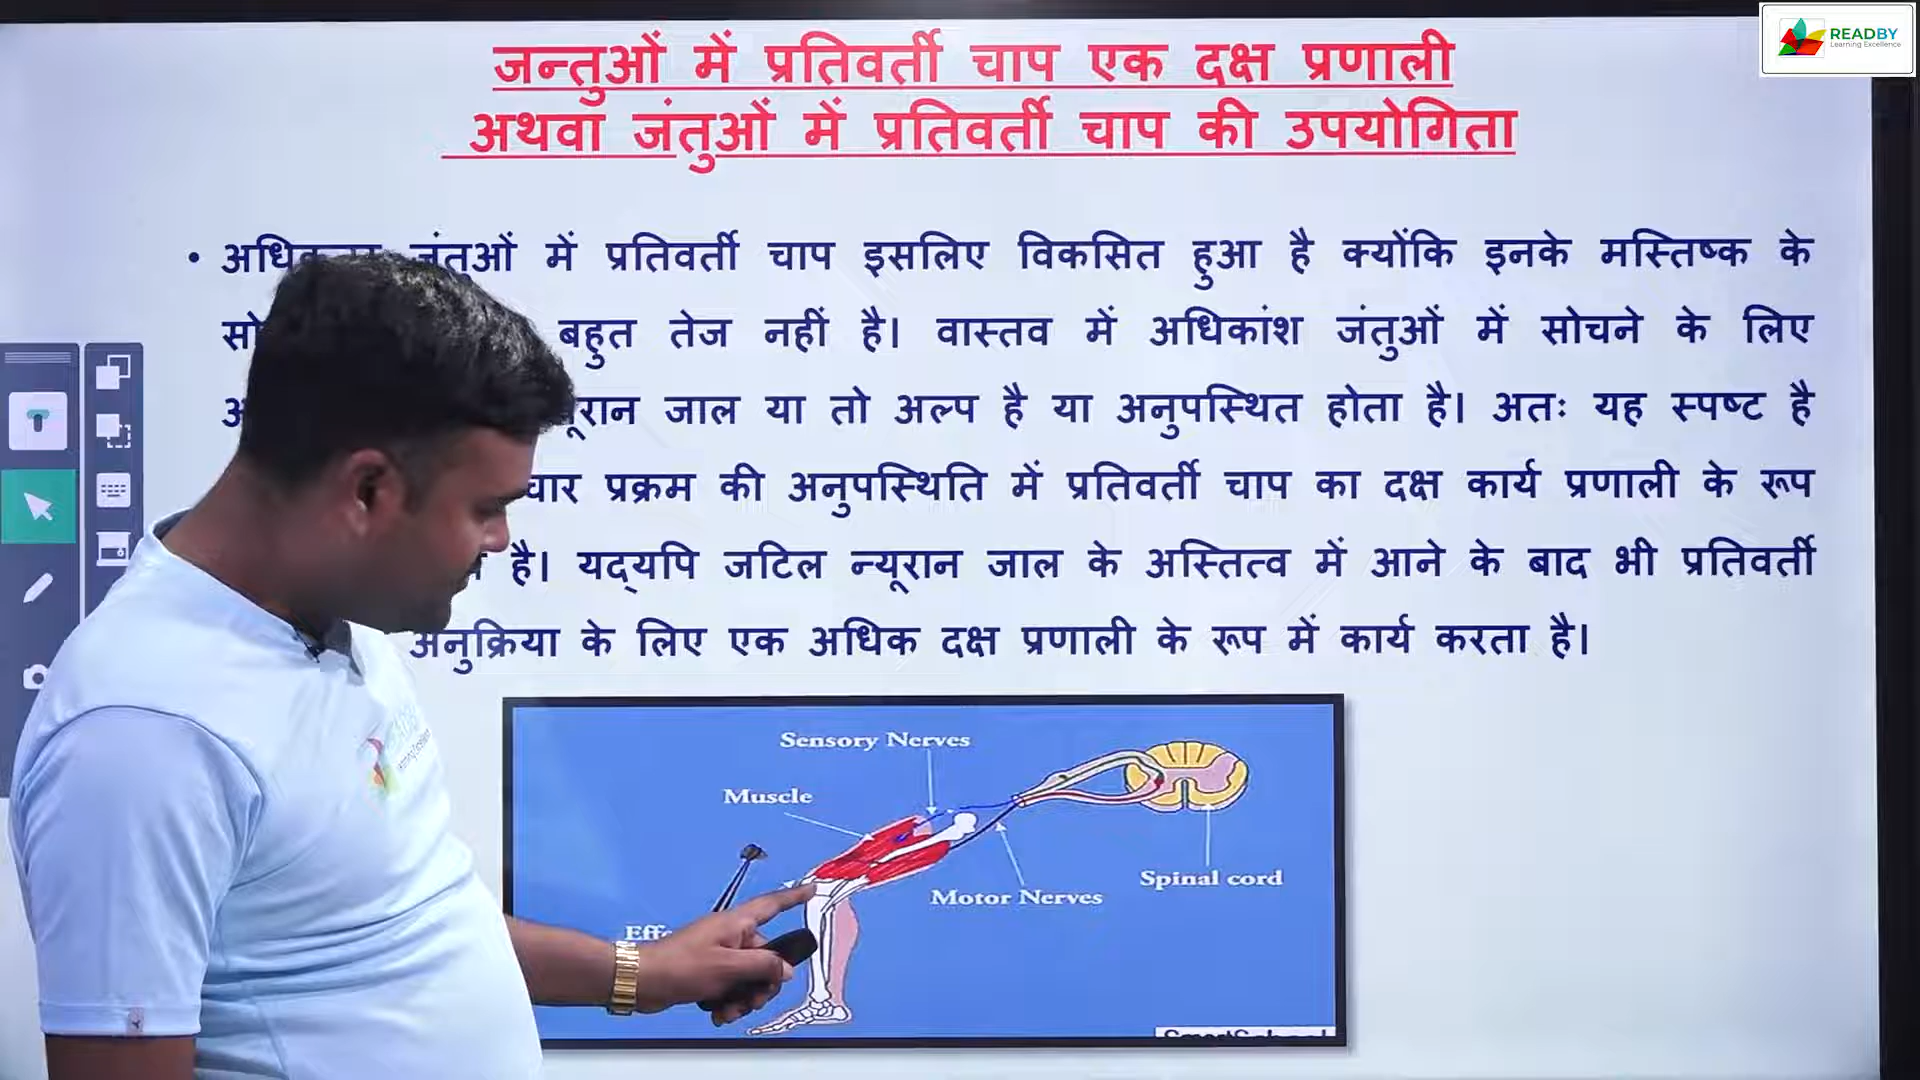 READBY
Learning Excellence
जन्तुओं में प्रतिवर्ती चाप एक दक्ष प्रणाली
अथवा जंतुओं में प्रतिवर्ती चाप की उपयोगिता
• जंतुओं में प्रतिवर्ती चाप इसलिए विकसित हुआ है क्योंकि इनके मस्तिष्क के
बहुत तेज नहीं है। वास्तव में अधिकांश जंतुओं में सोचने के लिए
जाल या तो अल्प है या अनुपस्थित होता है। अतः यह स्पष्ट है
प्रक्रम की अनुपस्थिति में प्रतिवर्ती चाप का दक्ष कार्य प्रणाली के रूप
है। यद्यपि जटिल न्यूरान जाल के अस्तित्व में आने के बाद भी प्रतिवर्ती
अनुक्रिया के लिए एक अधिक दक्ष प्रणाली के रूप में कार्य करता है।
Sensory Nerves
Muscle
Spinal cord
Motor Nerves